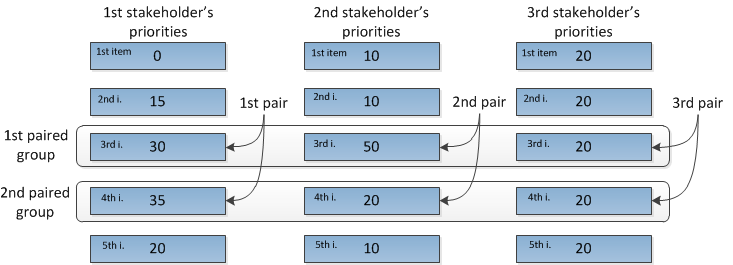 1st stakeholder's
priorities
2nd stakeholder's
priorities
3rd stakeholder's
priorities
1st item 0
1st item 10
1st item 20
2nd i. 15
2nd i. 10
2nd i. 20
1st pair
2nd pair
3rd pair
1st paired
group
3rd i. 30
3rd i. 50
3rd i. 20
2nd paired
group
4th i. 35
4th i. 20
4th i. 20
5th i. 20
5th i. 10
5th i. 20